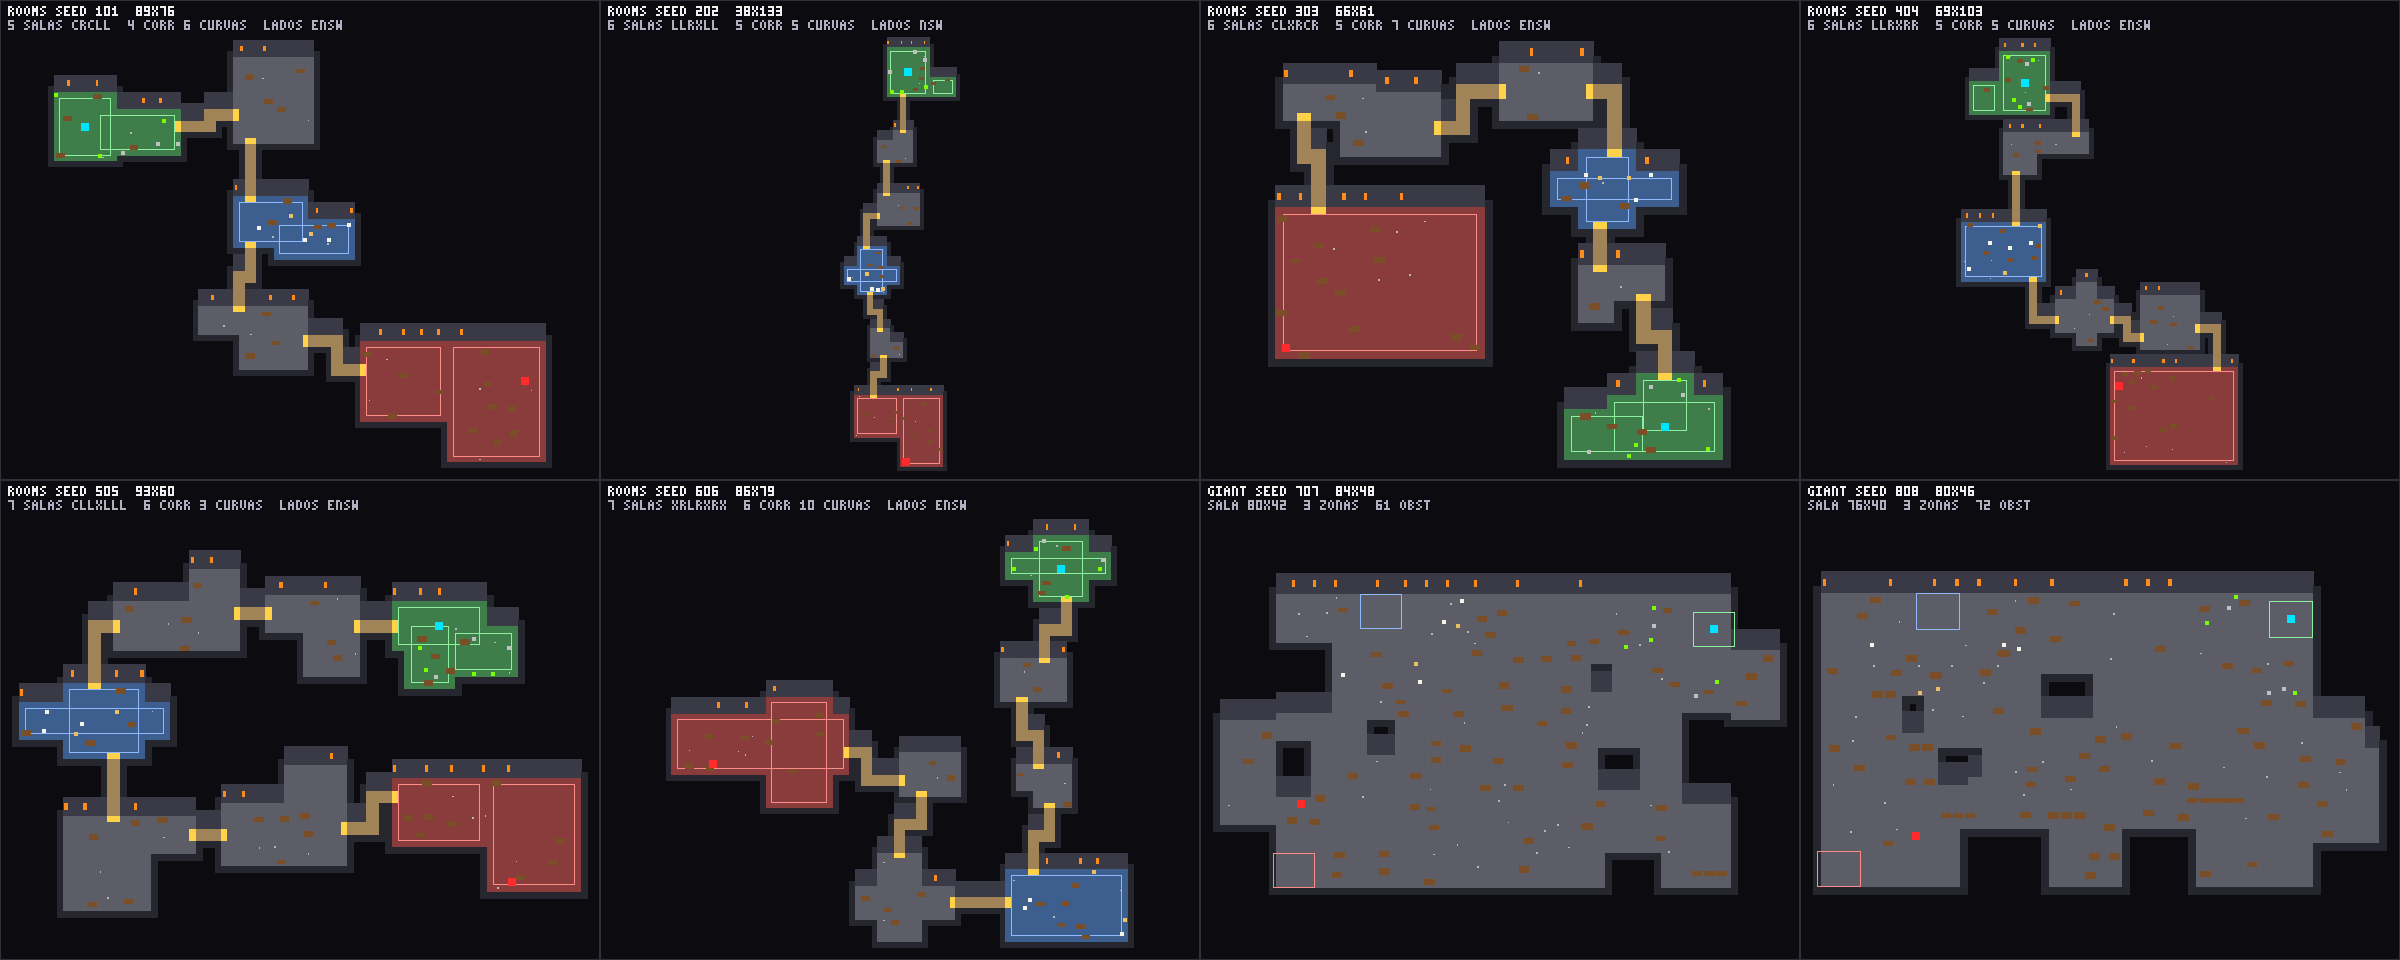 ROOMS SEED 101  89X76
5 SALAS CRCLL  4 CORR 6 CURVAS  LADOS ENSW
ROOMS SEED 202  38X133
6 SALAS LLRXLL  5 CORR 5 CURVAS  LADOS NSW
ROOMS SEED 303  66X61
6 SALAS CLXRCR  5 CORR 7 CURVAS  LADOS ENSW
ROOMS SEED 404  69X103
6 SALAS LLRXRR  5 CORR 5 CURVAS  LADOS ENSW
ROOMS SEED 505  93X60
7 SALAS CLLXLLL  6 CORR 3 CURVAS  LADOS ENSW
ROOMS SEED 606  86X79
7 SALAS XRLRXRX  6 CORR 10 CURVAS  LADOS ENSW
GIANT SEED 707  84X48
SALA 80X42  3 ZONAS  61 OBST
GIANT SEED 808  80X46
SALA 76X40  3 ZONAS  72 OBST